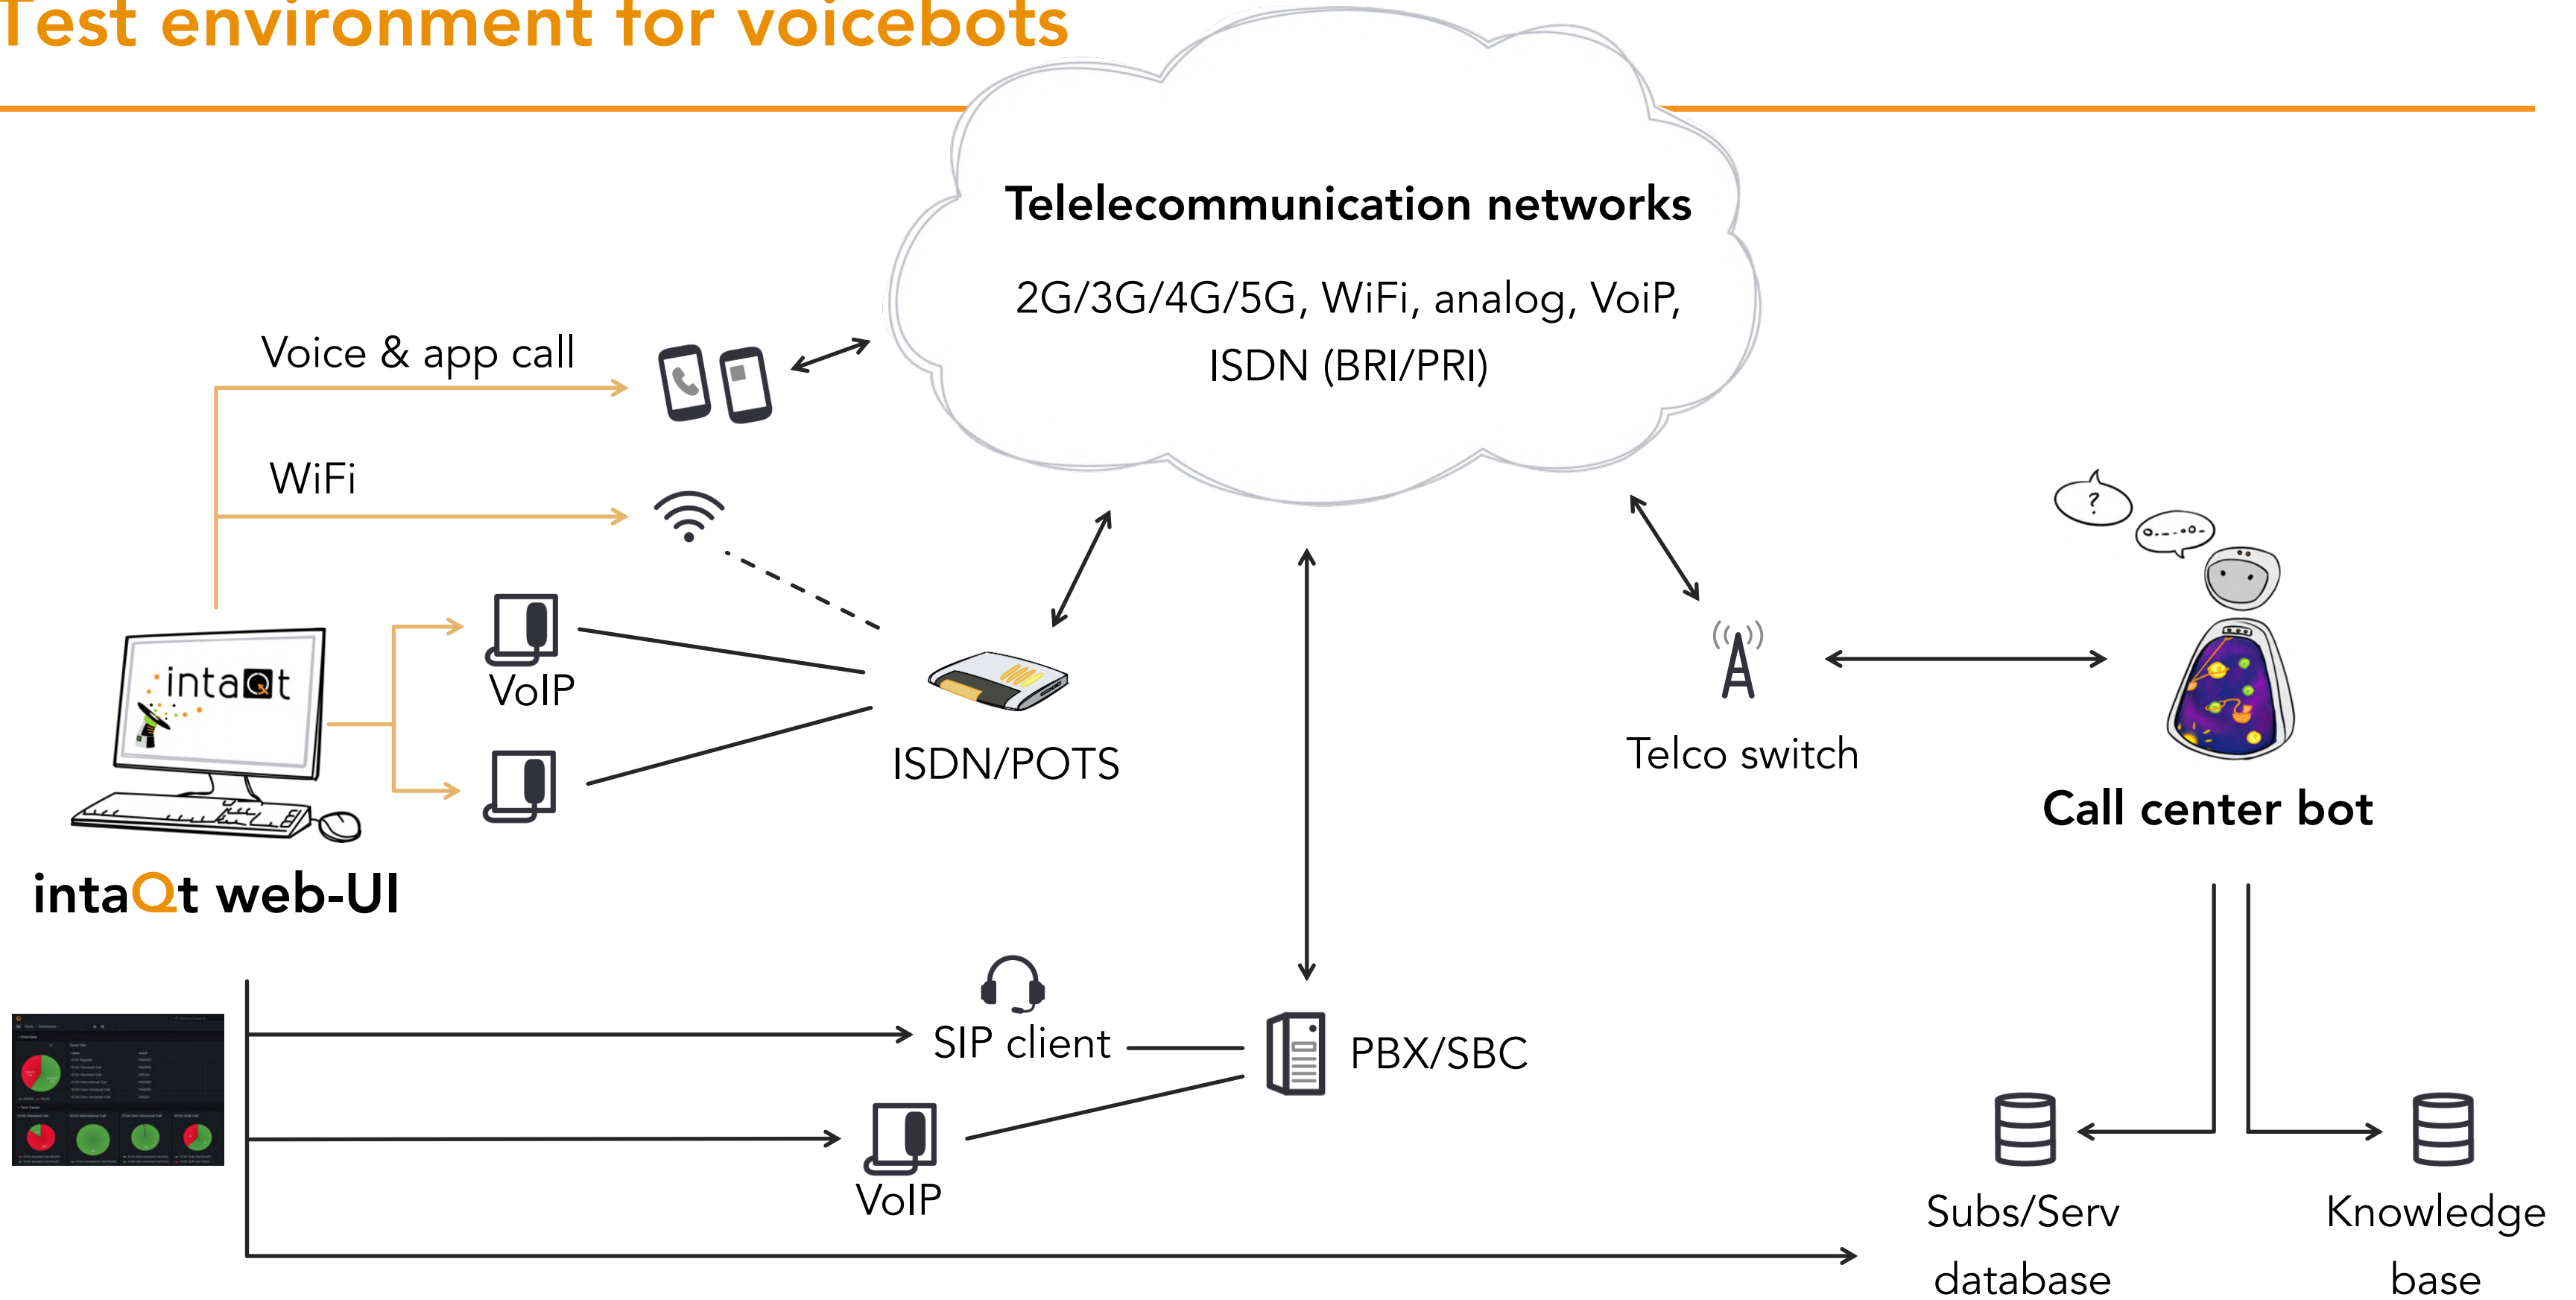 Test environment for voicebots
Telelecommunication networks
2G/3G/4G/5G, WiFi, analog, VoiP,
ISDN (BRI/PRI)
Voice & app call
WiFi
?
intaQt
VoIP
ISDN/POTS
Telco switch
Call center bot
intaQt web-UI
SIP client
PBX/SBC
VoIP
Subs/Serv
database
Knowledge
base